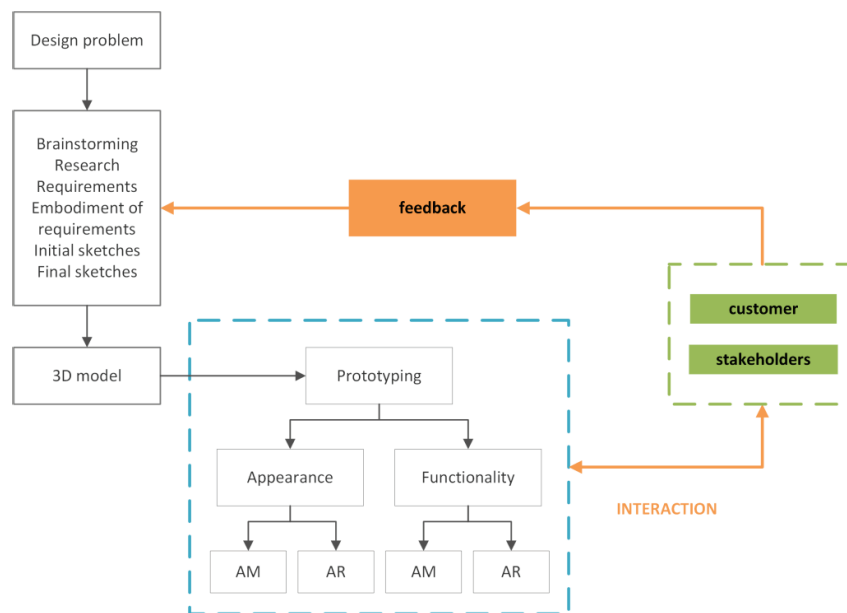 Design problem
Brainstorming
Research
Requirements
Embodiment of
requirements
Initial sketches
Final sketches
feedback
customer
stakeholders
3D model
Prototyping
Appearance
Functionality
INTERACTION
AM
AR
AM
AR